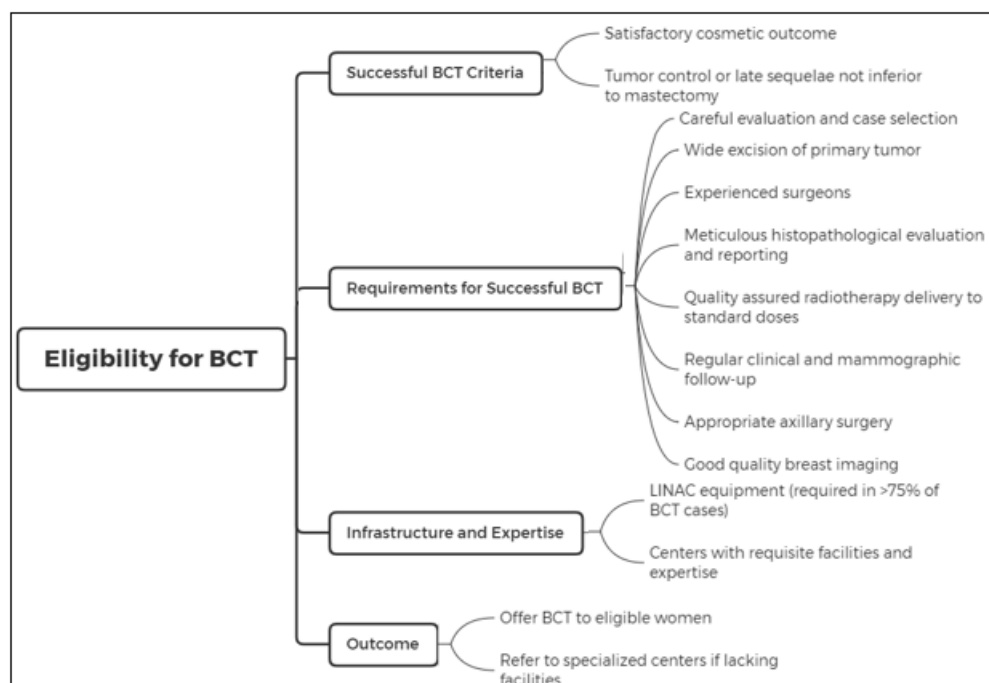 Eligibility for BCT
Successful BCT Criteria
Satisfactory cosmetic outcome
Tumor control or late sequelae not inferior
to mastectomy
Requirements for Successful BCT
Careful evaluation and case selection
Wide excision of primary tumor
Experienced surgeons
Meticulous histopathological evaluation
and reporting
Quality assured radiotherapy delivery to
standard doses
Regular clinical and mammographic
follow-up
Appropriate axillary surgery
Good quality breast imaging
Infrastructure and Expertise
LINAC equipment (required in >75% of
BCT cases)
Centers with requisite facilities and
expertise
Outcome
Offer BCT to eligible women
Refer to specialized centers if lacking
facilities